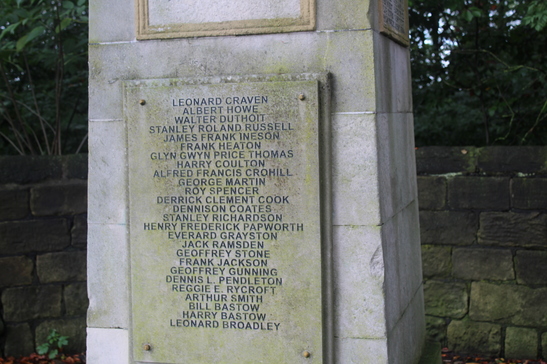 LEONARD CRAVEN
ALBERT HOWE
WALTER DUTHOIT
STANLEY ROLAND RUSSELL
JAMES FRANK INESON
FRANK HEATON
GLYN GWYN PRICE THOMAS
HARRY COULTON
ALFRED FRANCIS CROHILL
GEORGE MARTIN
ROY SPENCER
DERRICK CLEMENT COOK
DENNISON COATES
STANLEY RICHARDSON
HENRY FREDERICK PAPWORTH
EVERARD GRAYSTON
JACK RAMSDEN
GEOFFREY STONE
FRANK JACKSON
GEOFFREY GUNNING
DENNIS L. PENDLETON
REGGIE E. RYCROFT
ARTHUR SMITH
BILL BASTOW
HARRY BASTOW
LEONARD BROADLEY